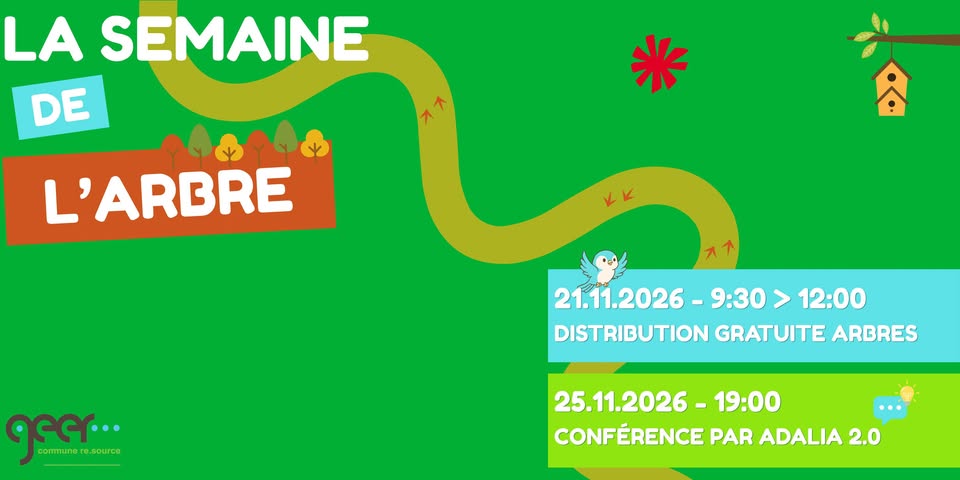 LA SEMAINE
DE
L'ARBRE
21.11.2026 - 9:30 > 12:00
DISTRIBUTION GRATUITE ARBRES
25.11.2026 - 19:00
CONFÉRENCE PAR ADALIA 2.0
geer
commune re.source